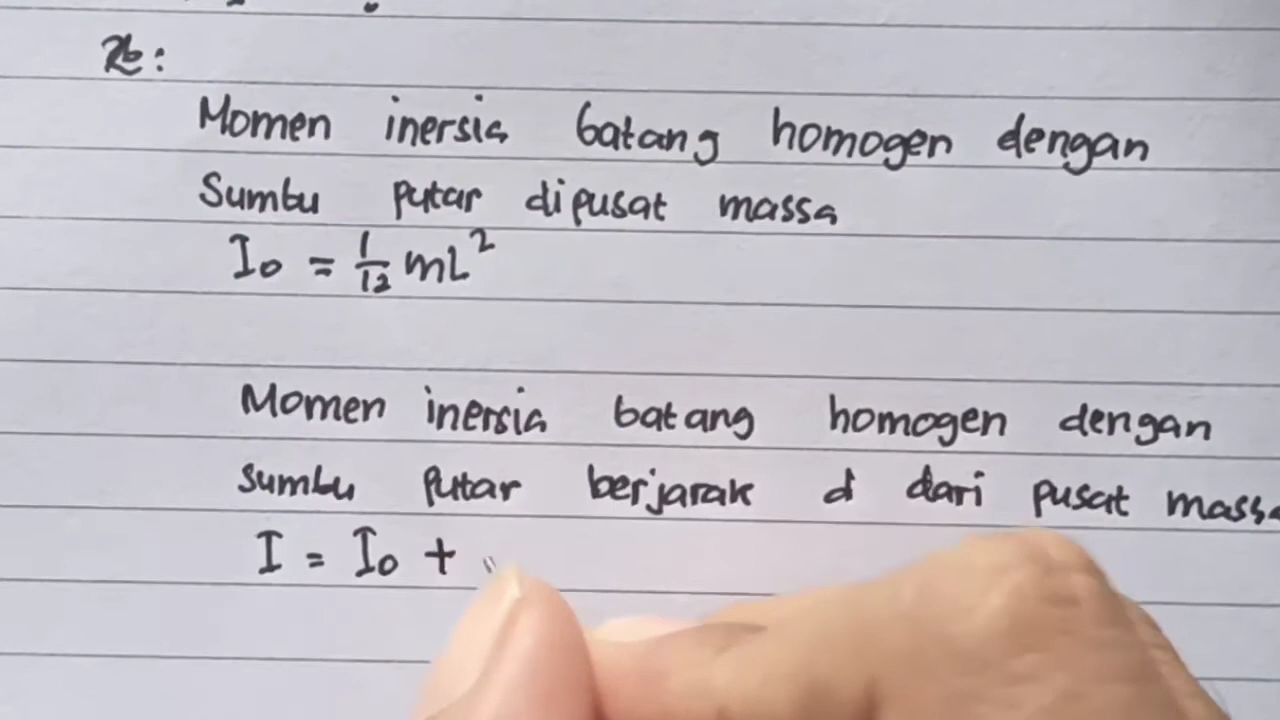 Momen inersia batang homogen dengan
Sumbu putar dipusat massa
I₀ = 1/12 mL²
Momen inersia batang homogen dengan
sumbu putar berjarak d dari pusat massa
I = I₀ +